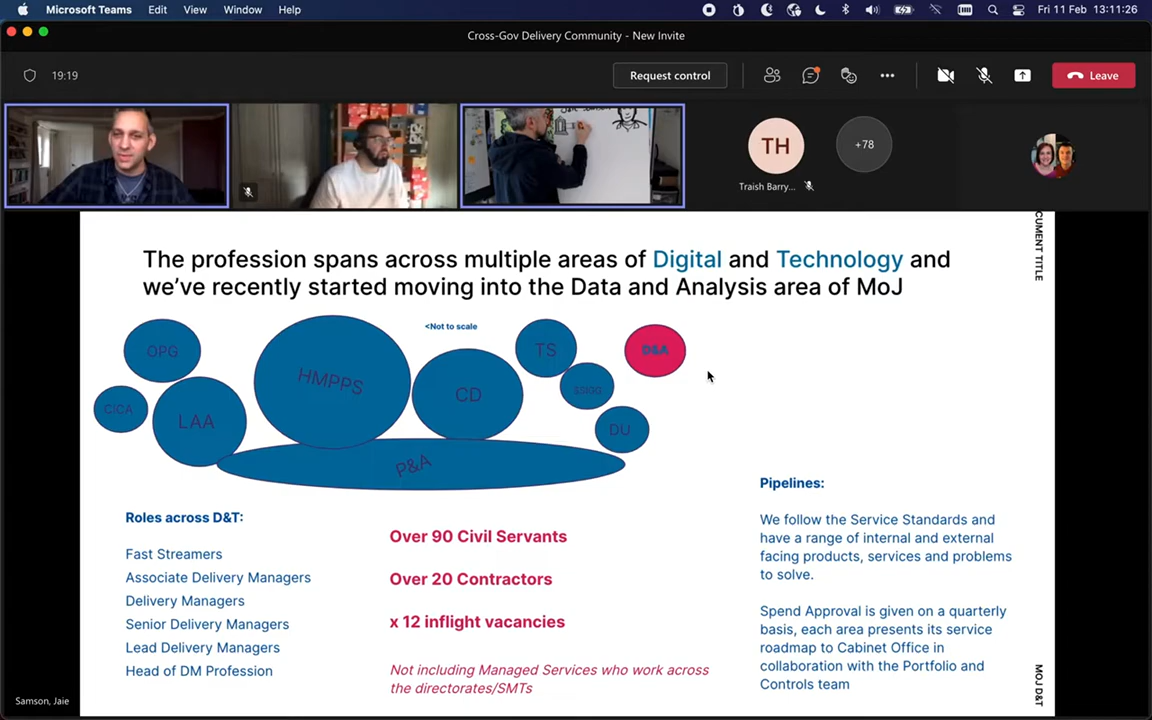 Microsoft Teams Edit View Window Help Fri 11 Feb 13:11:26
Cross-Gov Delivery Community - New Invite
19:19 Request control Leave
TH +78
Traish Barry...
The profession spans across multiple areas of Digital and Technology and
we've recently started moving into the Data and Analysis area of MoJ
CUMENT TITLE
<Not to scale
OPG
HMPPS
CD
TS
D&A
CICA
LAA
DU
P&A
Roles across D&T:
Fast Streamers
Associate Delivery Managers
Delivery Managers
Senior Delivery Managers
Lead Delivery Managers
Head of DM Profession
Over 90 Civil Servants
Over 20 Contractors
x 12 inflight vacancies
Not including Managed Services who work across
the directorates/SMTs
Pipelines:
We follow the Service Standards and
have a range of internal and external
facing products, services and problems
to solve.
Spend Approval is given on a quarterly
basis, each area presents its service
roadmap to Cabinet Office in
collaboration with the Portfolio and
Controls team
MOJ D&T
Samson, Jaie